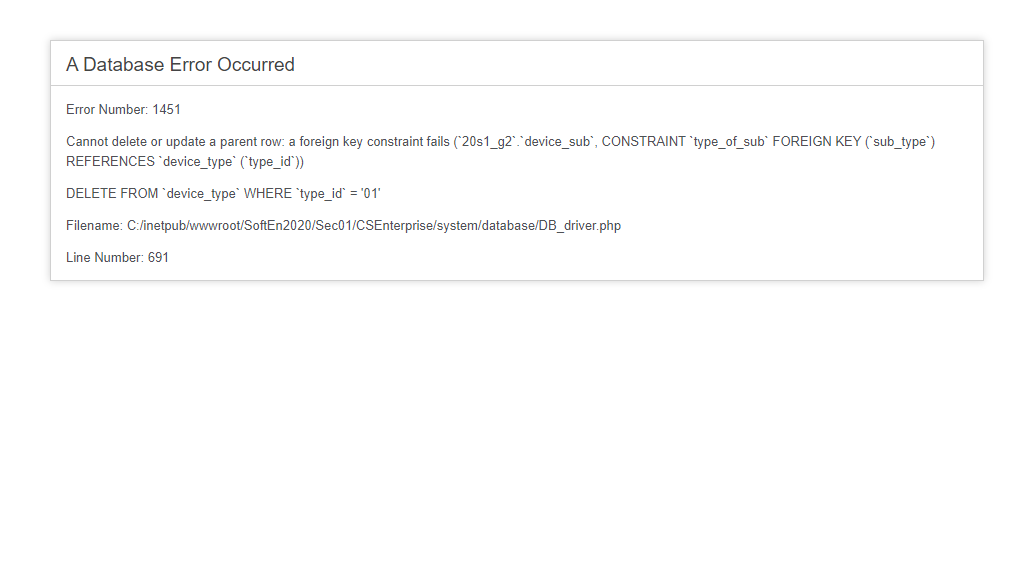 A Database Error Occurred
Error Number: 1451
Cannot delete or update a parent row: a foreign key constraint fails (`20s1_g2`.`device_sub`, CONSTRAINT `type_of_sub` FOREIGN KEY (`sub_type`)
REFERENCES `device_type` (`type_id`))
DELETE FROM `device_type` WHERE `type_id` = '01'
Filename: C:/inetpub/wwwroot/SoftEn2020/Sec01/CSEnterprise/system/database/DB_driver.php
Line Number: 691